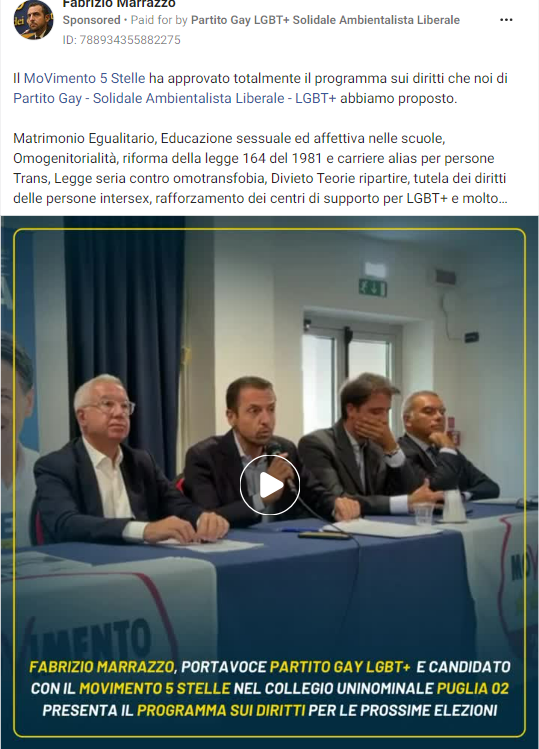 Fabrizio Marrazzo
Sponsored • Paid for by Partito Gay LGBT+ Solidale Ambientalista Liberale
ID: 788934355882275
Il MoVimento 5 Stelle ha approvato totalmente il programma sui diritti che noi di
Partito Gay - Solidale Ambientalista Liberale - LGBT+ abbiamo proposto.
Matrimonio Egualitario, Educazione sessuale ed affettiva nelle scuole,
Omogenitorialità, riforma della legge 164 del 1981 e carriere alias per persone
Trans, Legge seria contro omotransfobia, Divieto Teorie ripartire, tutela dei diritti
delle persone intersex, rafforzamento dei centri di supporto per LGBT+ e molto...
VIMENTO
FABRIZIO MARRAZZO, PORTAVOCE PARTITO GAY LGBT+ E CANDIDATO
CON IL MOVIMENTO 5 STELLE NEL COLLEGIO UNINOMINALE PUGLIA 02
PRESENTA IL PROGRAMMA SUI DIRITTI PER LE PROSSIME ELEZIONI